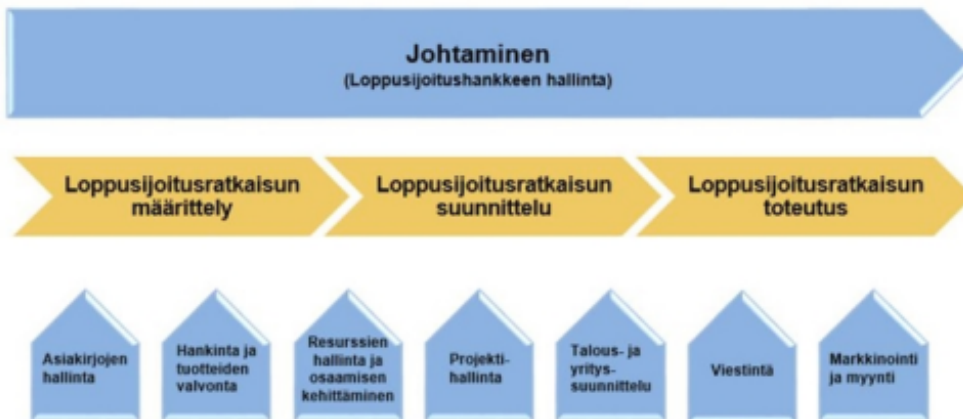 Johtaminen
(Loppusijoitushankkeen hallinta)
Loppusijoitusratkaisun
määrittely
Loppusijoitusratkaisun
suunnittelu
Loppusijoitusratkaisun
toteutus
Asiakirjojen
hallinta
Hankinta ja
tuotteiden
valvonta
Resurssien
hallinta ja
osaamisen
kehittäminen
Projekti-
hallinta
Talous- ja
yritys-
suunnittelu
Viestintä
Markkinointi
ja myynti